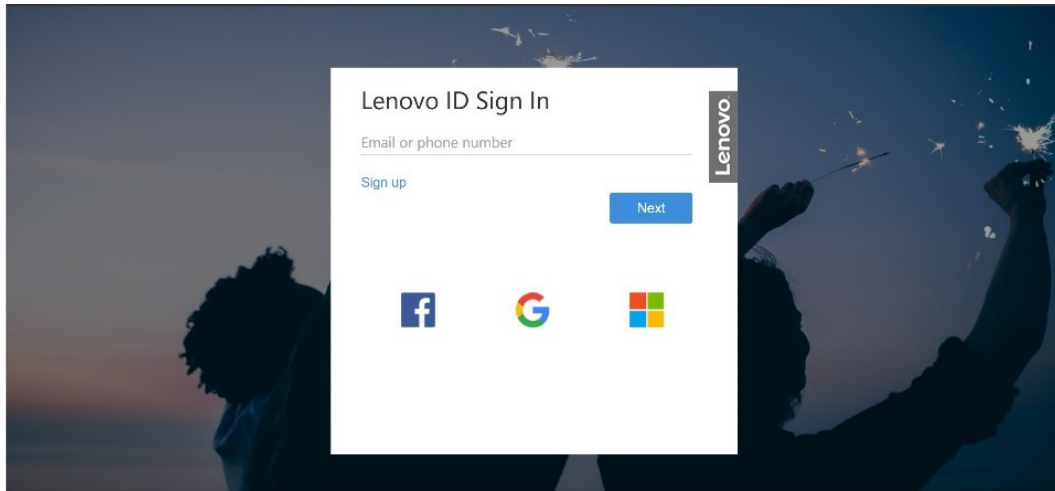 Lenovo ID Sign In
Email or phone number
Sign up
Next
Lenovo